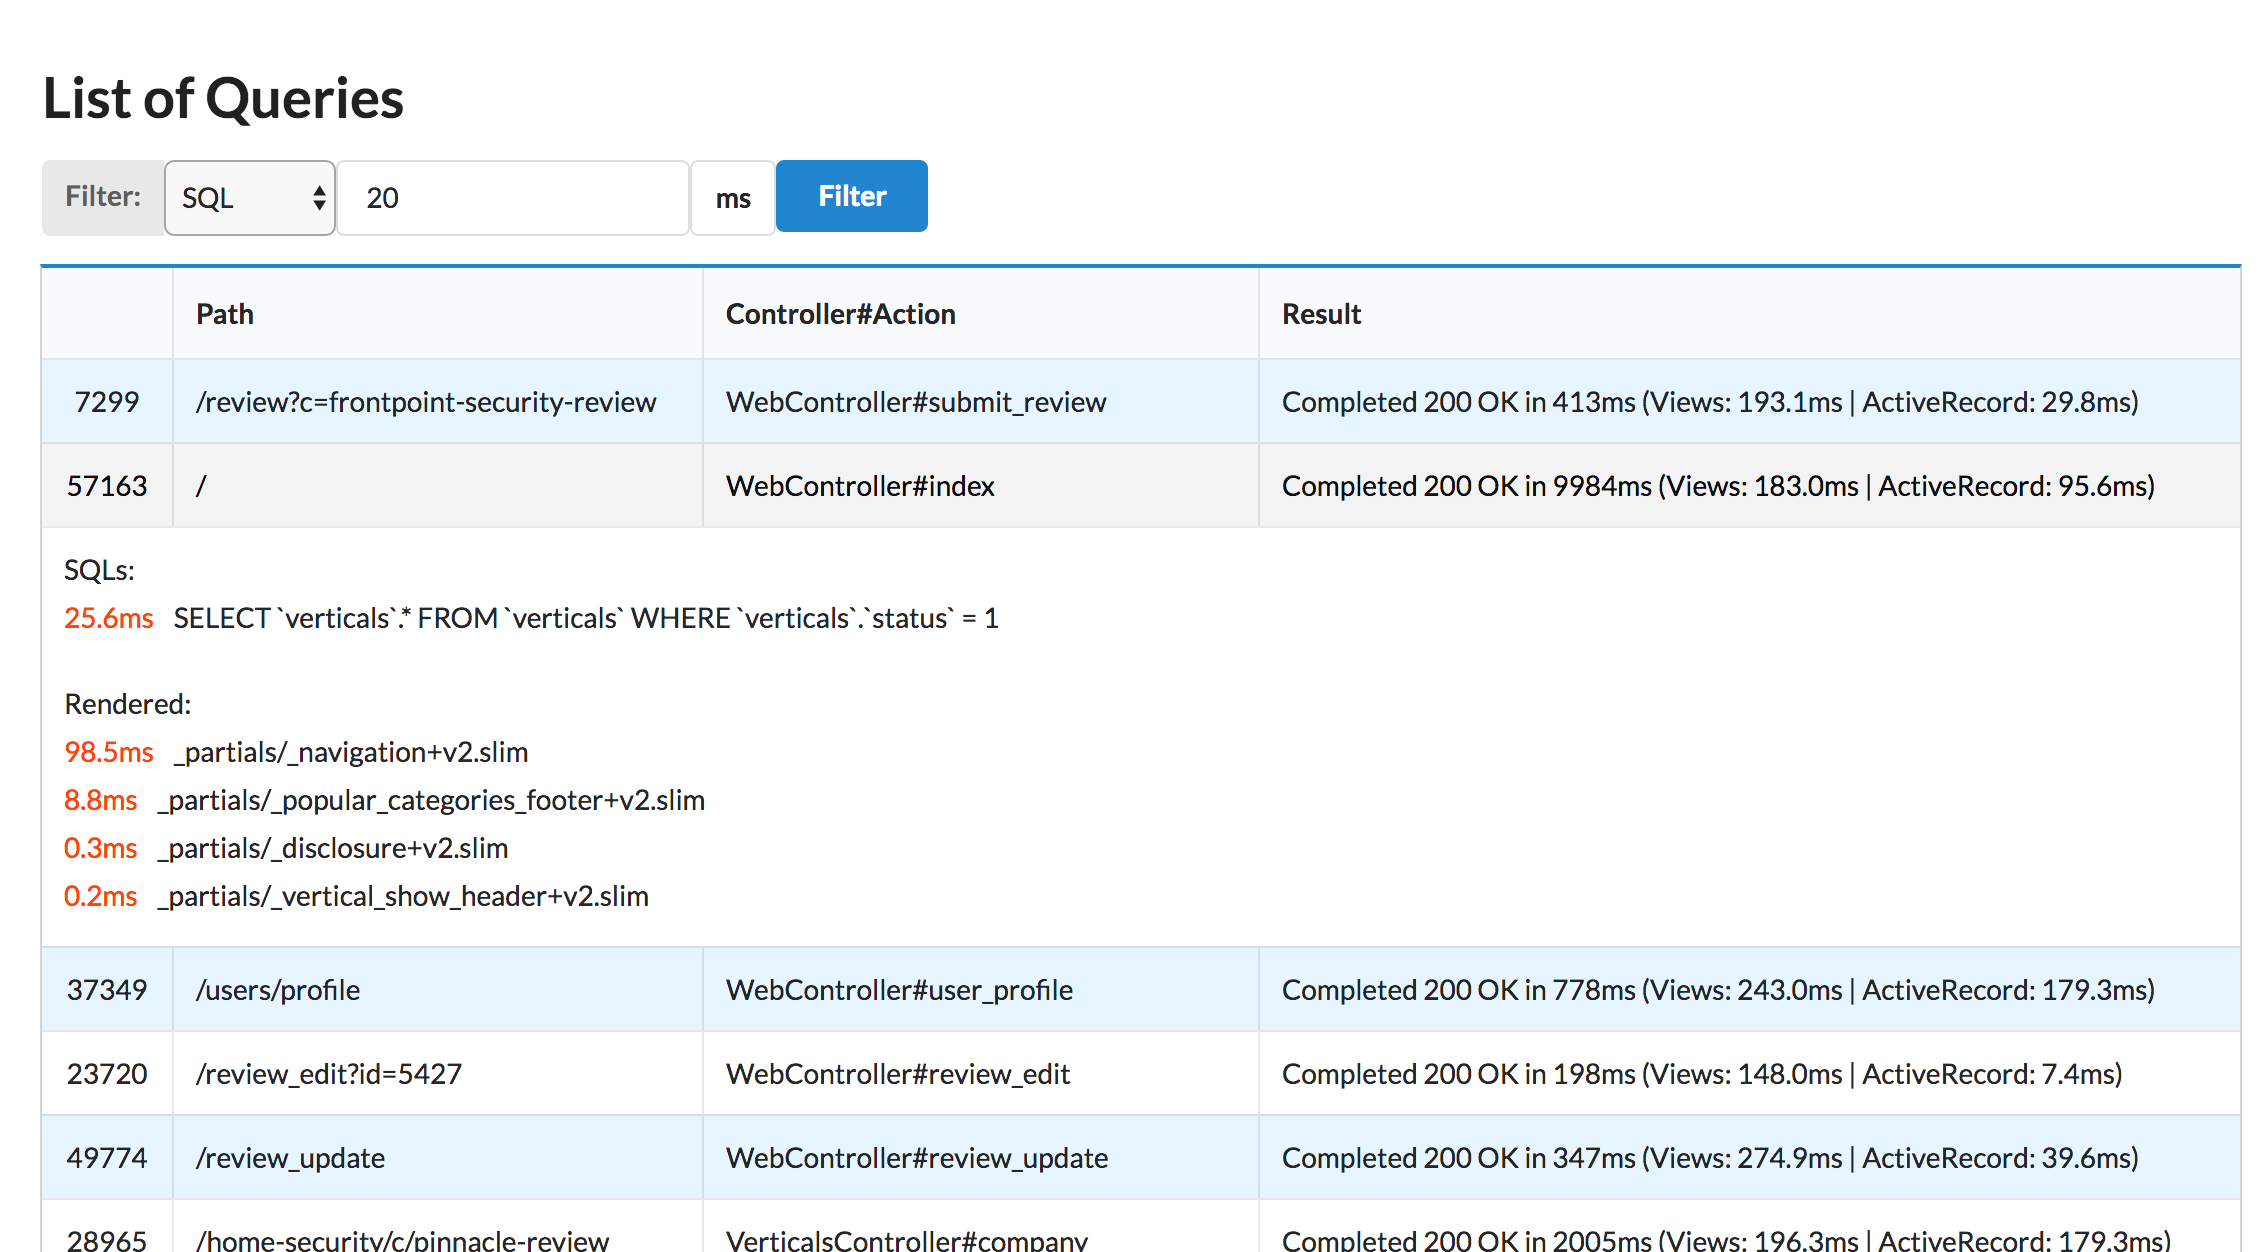 List of Queries
Filter: SQL 20 ms Filter
Path Controller#Action Result
7299 /review?c=frontpoint-security-review WebController#submit_review Completed 200 OK in 413ms (Views: 193.1ms | ActiveRecord: 29.8ms)
57163 / WebController#index Completed 200 OK in 9984ms (Views: 183.0ms | ActiveRecord: 95.6ms)
SQLs:
25.6ms SELECT `verticals`.* FROM `verticals` WHERE `verticals`.`status` = 1
Rendered:
98.5ms _partials/_navigation+v2.slim
8.8ms _partials/_popular_categories_footer+v2.slim
0.3ms _partials/_disclosure+v2.slim
0.2ms _partials/_vertical_show_header+v2.slim
37349 /users/profile WebController#user_profile Completed 200 OK in 778ms (Views: 243.0ms | ActiveRecord: 179.3ms)
23720 /review_edit?id=5427 WebController#review_edit Completed 200 OK in 198ms (Views: 148.0ms | ActiveRecord: 7.4ms)
49774 /review_update WebController#review_update Completed 200 OK in 347ms (Views: 274.9ms | ActiveRecord: 39.6ms)
28965 /home-security/c/pinnacle-review VerticalsController#company Completed 200 OK in 2005ms (Views: 196.3ms | ActiveRecord: 179.3ms)